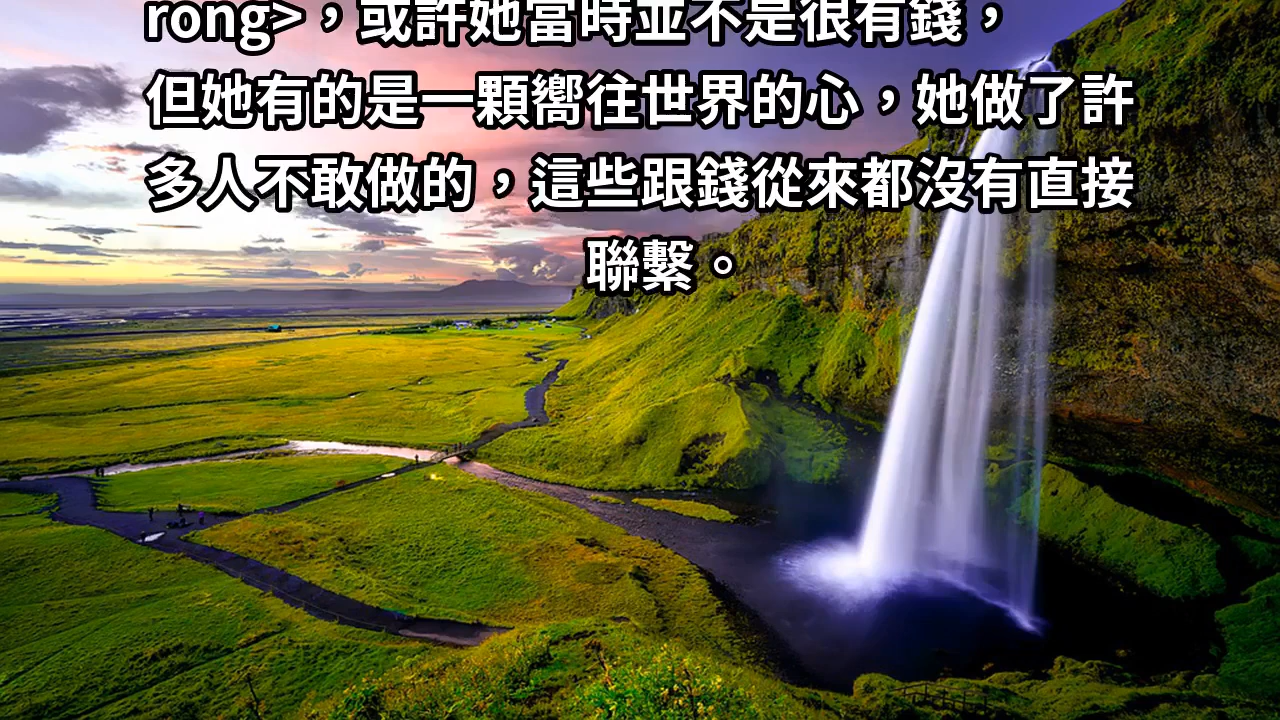 rong>，或許她當時並不是很有錢，
但她有的是一顆嚮往世界的心，她做了許
多人不敢做的，這些跟錢從來都沒有直接
聯繫。